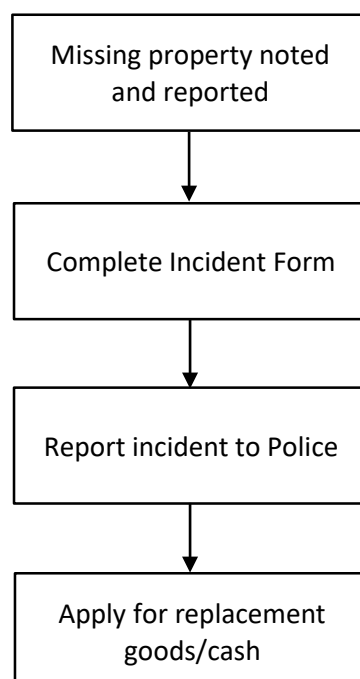 Missing property noted
and reported
Complete Incident Form
Report incident to Police
Apply for replacement
goods/cash